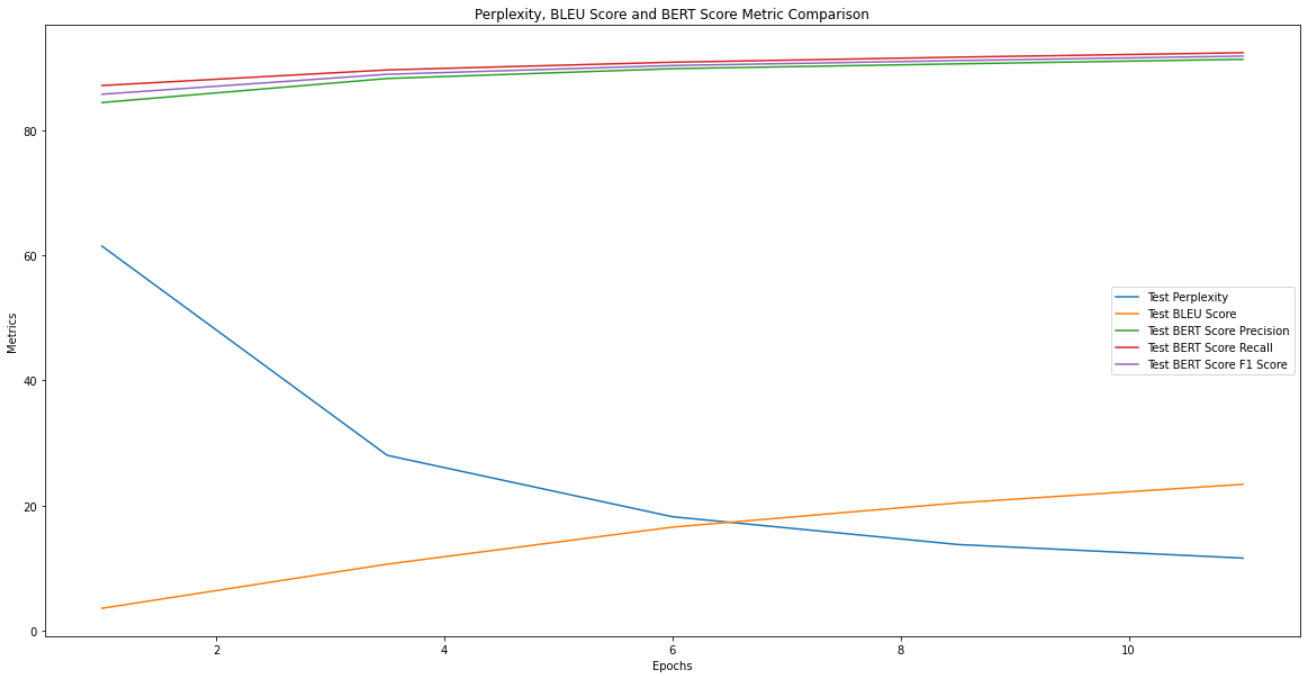 Perplexity, BLEU Score and BERT Score Metric Comparison
80
60
40
20
0
Metrics
Test Perplexity
Test BLEU Score
Test BERT Score Precision
Test BERT Score Recall
Test BERT Score F1 Score
2
4
6
8
10
Epochs